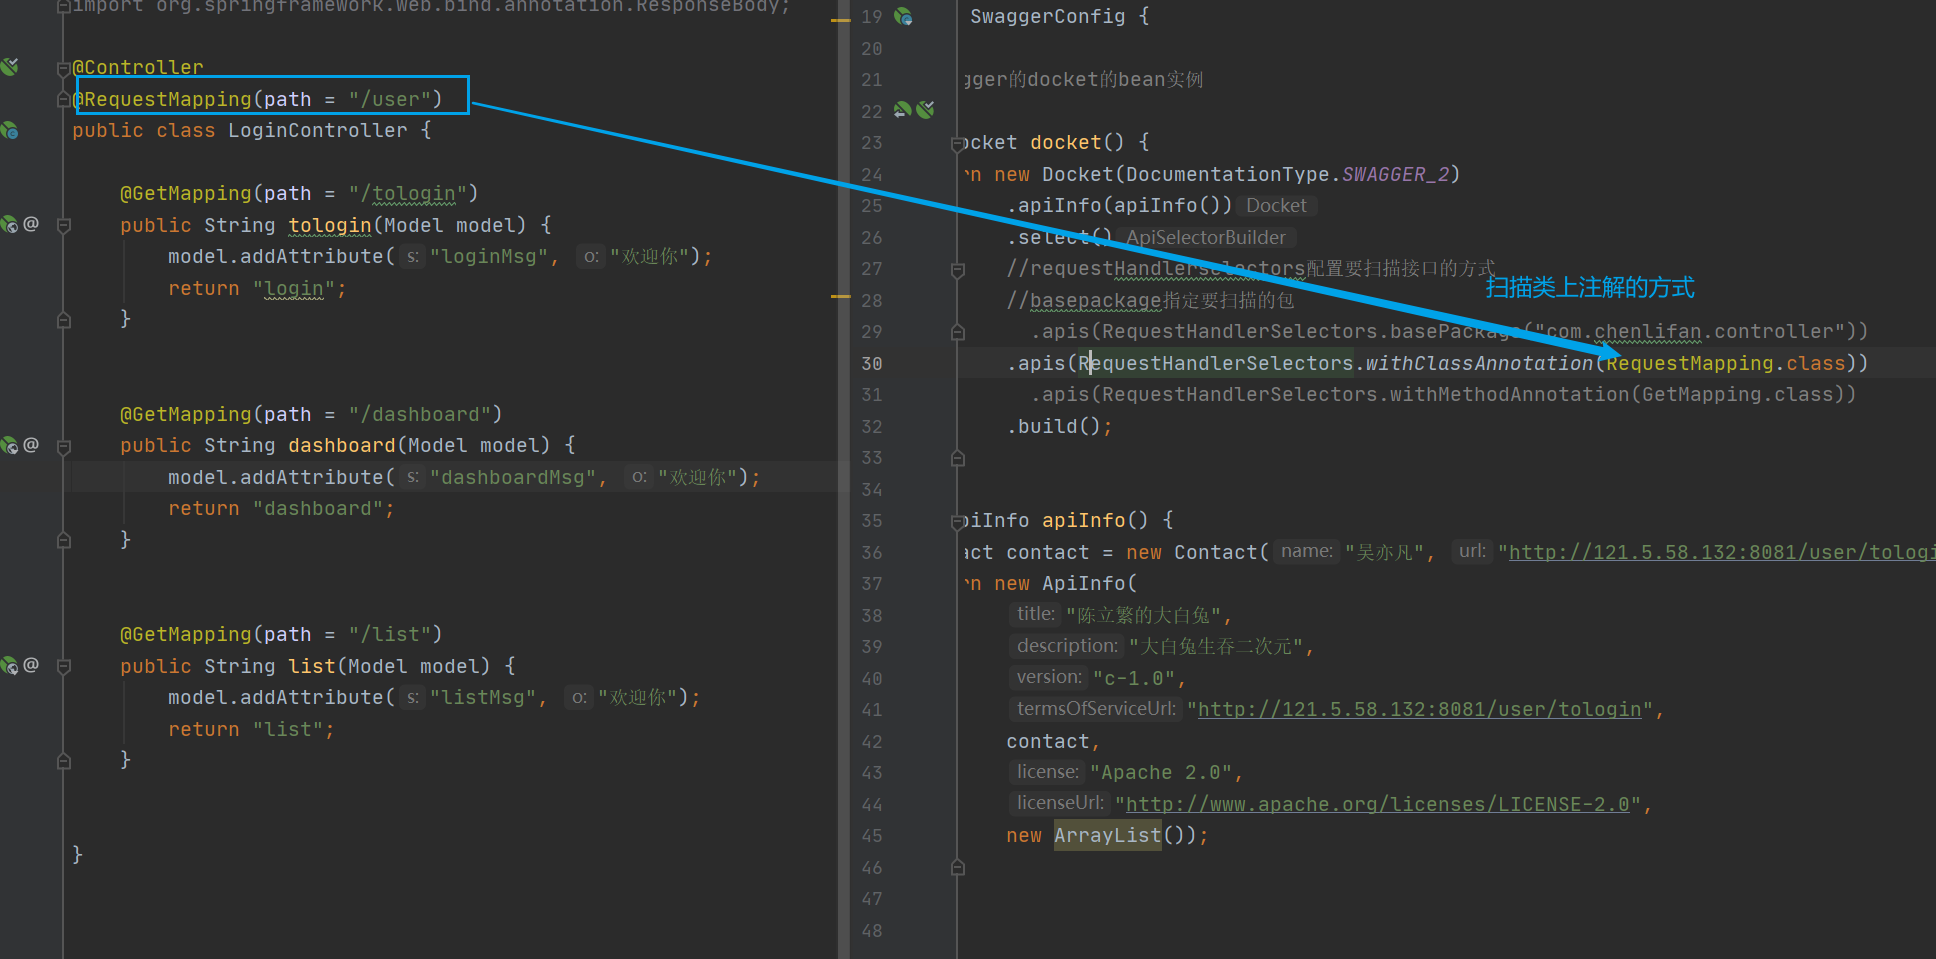 import org.springframework.web.bind.annotation.ResponseBody;
@Controller
@RequestMapping(path = "/user")
public class LoginController {
@GetMapping(path = "/tologin")
public String tologin(Model model) {
model.addAttribute( s: "loginMsg", o: "欢迎你");
return "login";
}
@GetMapping(path = "/dashboard")
public String dashboard(Model model) {
model.addAttribute( s: "dashboardMsg", o: "欢迎你");
return "dashboard";
}
@GetMapping(path = "/list")
public String list(Model model) {
model.addAttribute( s: "listMsg", o: "欢迎你");
return "list";
}
}
19 SwaggerConfig {
20
21 gger的docket的bean实例
22
23 ocket docket() {
24 rn new Docket(DocumentationType.SWAGGER_2)
25 .apiInfo(apiInfo()) Docket
26 .select() ApiSelectorBuilder
27 //requestHandlerselectors配置要扫描接口的方式
扫描类上注解的方式
28 //basepackage指定要扫描的包
29 .apis(RequestHandlerSelectors.basePackage("com.chenlifan.controller"))
30 .apis(RequestHandlerSelectors.withClassAnnotation(RequestMapping.class))
31 .apis(RequestHandlerSelectors.withMethodAnnotation(GetMapping.class))
32 .build();
33
34
35 piInfo apiInfo() {
36 act contact = new Contact( name: "吴亦凡", url: "http://121.5.58.132:8081/user/tologi
37 rn new ApiInfo(
38 title: "陈立繁的大白兔",
39 description: "大白兔生吞二次元",
40 version: "c-1.0",
41 termsOfServiceUrl: "http://121.5.58.132:8081/user/tologin",
42 contact,
43 license: "Apache 2.0",
44 licenseUrl: "http://www.apache.org/licenses/LICENSE-2.0",
45 new ArrayList());
46
47
48